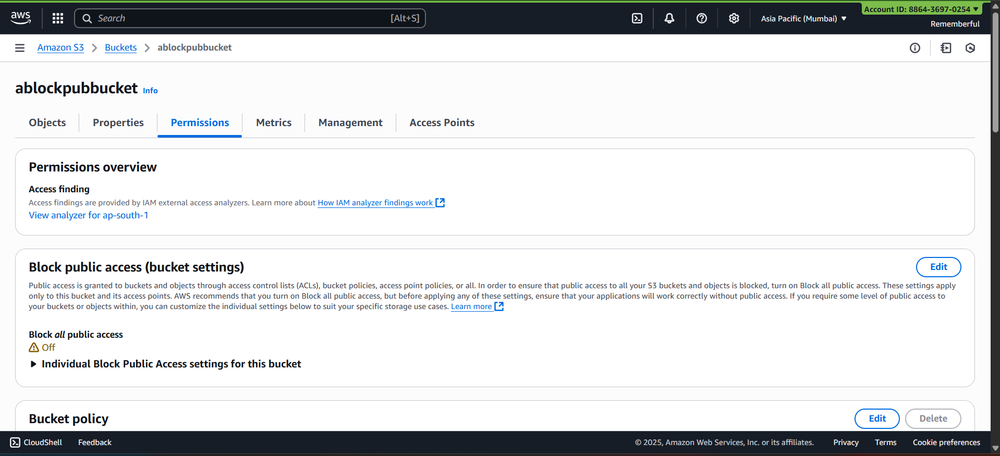 aws
Search [Alt+S]
Asia Pacific (Mumbai)
Account ID: 8864-3697-0254
Rememberful
Amazon S3 Buckets ablockpubbucket
ablockpubbucket Info
Objects Properties Permissions Metrics Management Access Points
Permissions overview
Access finding
Access findings are provided by IAM external access analyzers. Learn more about How IAM analyzer findings work
View analyzer for ap-south-1
Block public access (bucket settings)
Edit
Public access is granted to buckets and objects through access control lists (ACLs), bucket policies, access point policies, or all. In order to ensure that public access to all your S3 buckets and objects is blocked, turn on Block all public access. These settings apply
only to this bucket and its access points. AWS recommends that you turn on Block all public access, but before applying any of these settings, ensure that your applications will work correctly without public access. If you require some level of public access to
your buckets or objects within, you can customize the individual settings below to suit your specific storage use cases. Learn more
Block all public access
Off
Individual Block Public Access settings for this bucket
Bucket policy
Edit Delete
CloudShell Feedback © 2025, Amazon Web Services, Inc. or its affiliates. Privacy Terms Cookie preferences